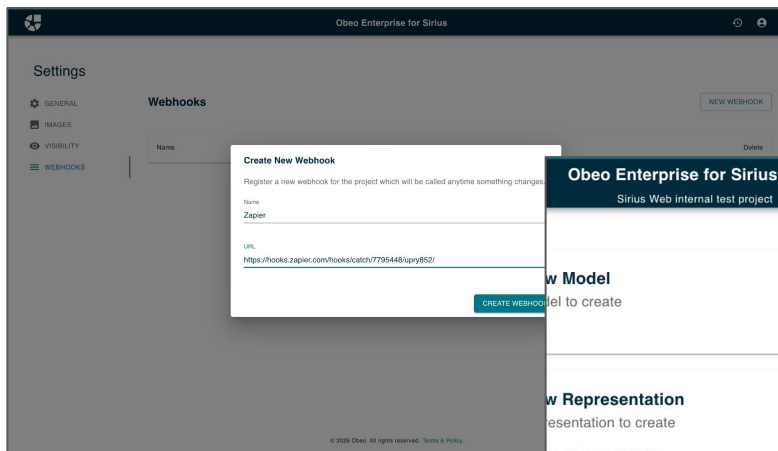 Obeo Enterprise for Sirius
Settings
GENERAL
IMAGES
VISIBILITY
WEBHOOKS
Webhooks
NEW WEBHOOK
Name
Delete
Create New Webhook
Register a new webhook for the project which will be called anytime something changes.
Name
Zapier
URL
https://hooks.zapier.com/hooks/catch/7795448/upry852/
CREATE WEBHOO
© 2026 Obeo. All rights reserved. Terms & Policy
Obeo Enterprise for Sirius
Sirius Web internal test project
w Model
del to create
w Representation
resentation to create